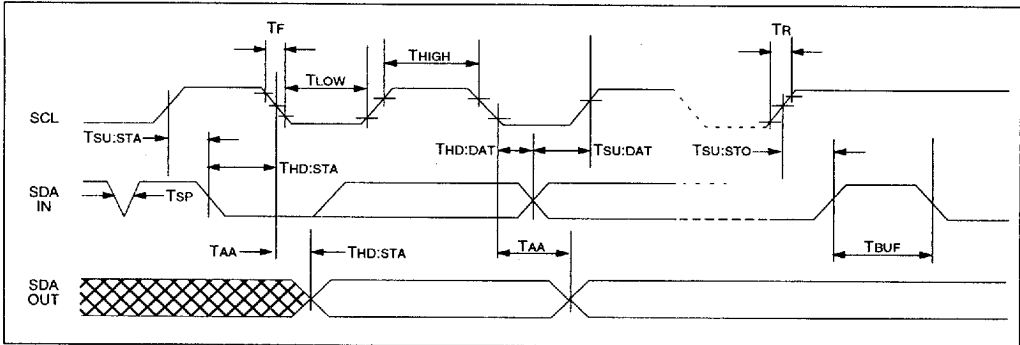 TF
TR
THIGH
TLOW
SCL
TSU:STA
THD:DAT
TSU:DAT
TSU:STO
THD:STA
SDA
IN
TSP
TAA
THD:STA
TAA
TBUF
SDA
OUT